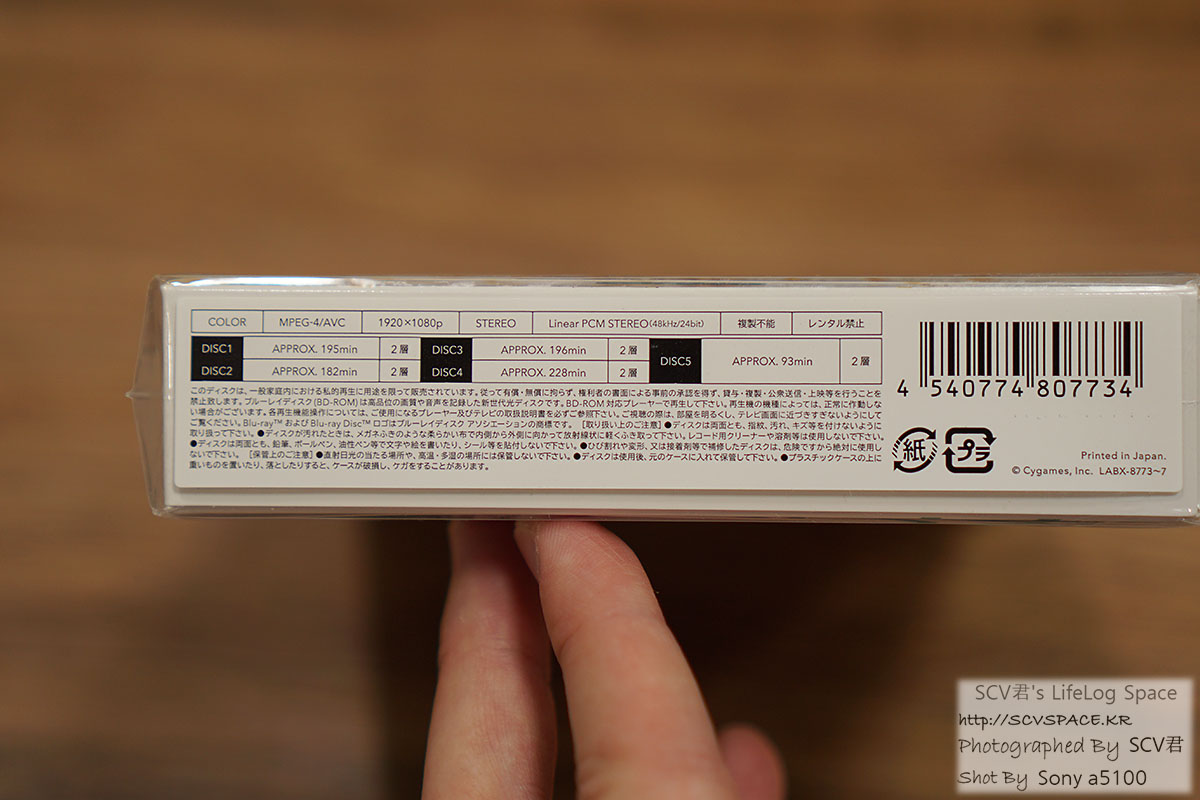 COLOR MPEG-4/AVC 1920×1080p STEREO Linear PCM STEREO(48kHz/24bit) 複製不能 レンタル禁止
DISC1 APPROX. 195min 2層 DISC3 APPROX. 196min 2層 DISC5 APPROX. 93min 2層
DISC2 APPROX. 182min 2層 DISC4 APPROX. 228min 2層
このディスクは、一般家庭内における私的再生に用途を限って販売されています。従って有償・無償に拘らず、権利者の書面による事前の承認を得ず、貸与・複製・公衆送信・上映等を行うことを
禁止致します。ブルーレイディスク(BD-ROM)は高品位の画質や音声を記録した新世代光ディスクです。BD-ROM対応プレーヤーで再生して下さい。再生機の機種によっては、正常に作動しな
い場合がございます。各再生機能操作については、ご使用になるプレーヤー及びテレビの取扱説明書を必ずご参照下さい。ご視聴の際は、部屋を明るくし、テレビ画面に近づきすぎないようにして
ご覧ください。Blu-ray™ および Blu-ray Disc™ ロゴはブルーレイディスク アソシエーションの商標です。 [取り扱い上のご注意] ●ディスクは両面とも、指紋、汚れ、キズ等を付けないように
取り扱って下さい。●ディスクが汚れたときは、メガネふきのような柔らかい布で内側から外側に向かって放射線状に軽くふき取って下さい。レコード用クリーナーや溶剤等は使用しないで下さい。
●ディスクは両面とも、鉛筆、ボールペン、油性ペン等で文字や絵を書いたり、シール等を貼付しないで下さい。●ひび割れや変形、又は接着剤等で補修したディスクは、危険ですから絶対に使用し
ないで下さい。 [保管上のご注意] ●直射日光の当たる場所や、高温・多湿の場所には保管しないで下さい。●ディスクは使用後、元のケースに入れて保管して下さい。●プラスチックケースの上に
重いものを置いたり、落としたりすると、ケースが破損し、ケガをすることがあります。
4 540774 807734
紙 プラ
Printed in Japan.
© Cygames, Inc. LABX-8773~7
SCV君's LifeLog Space
http://SCVSPACE.KR
Photographed By SCV君
Shot By Sony a5100